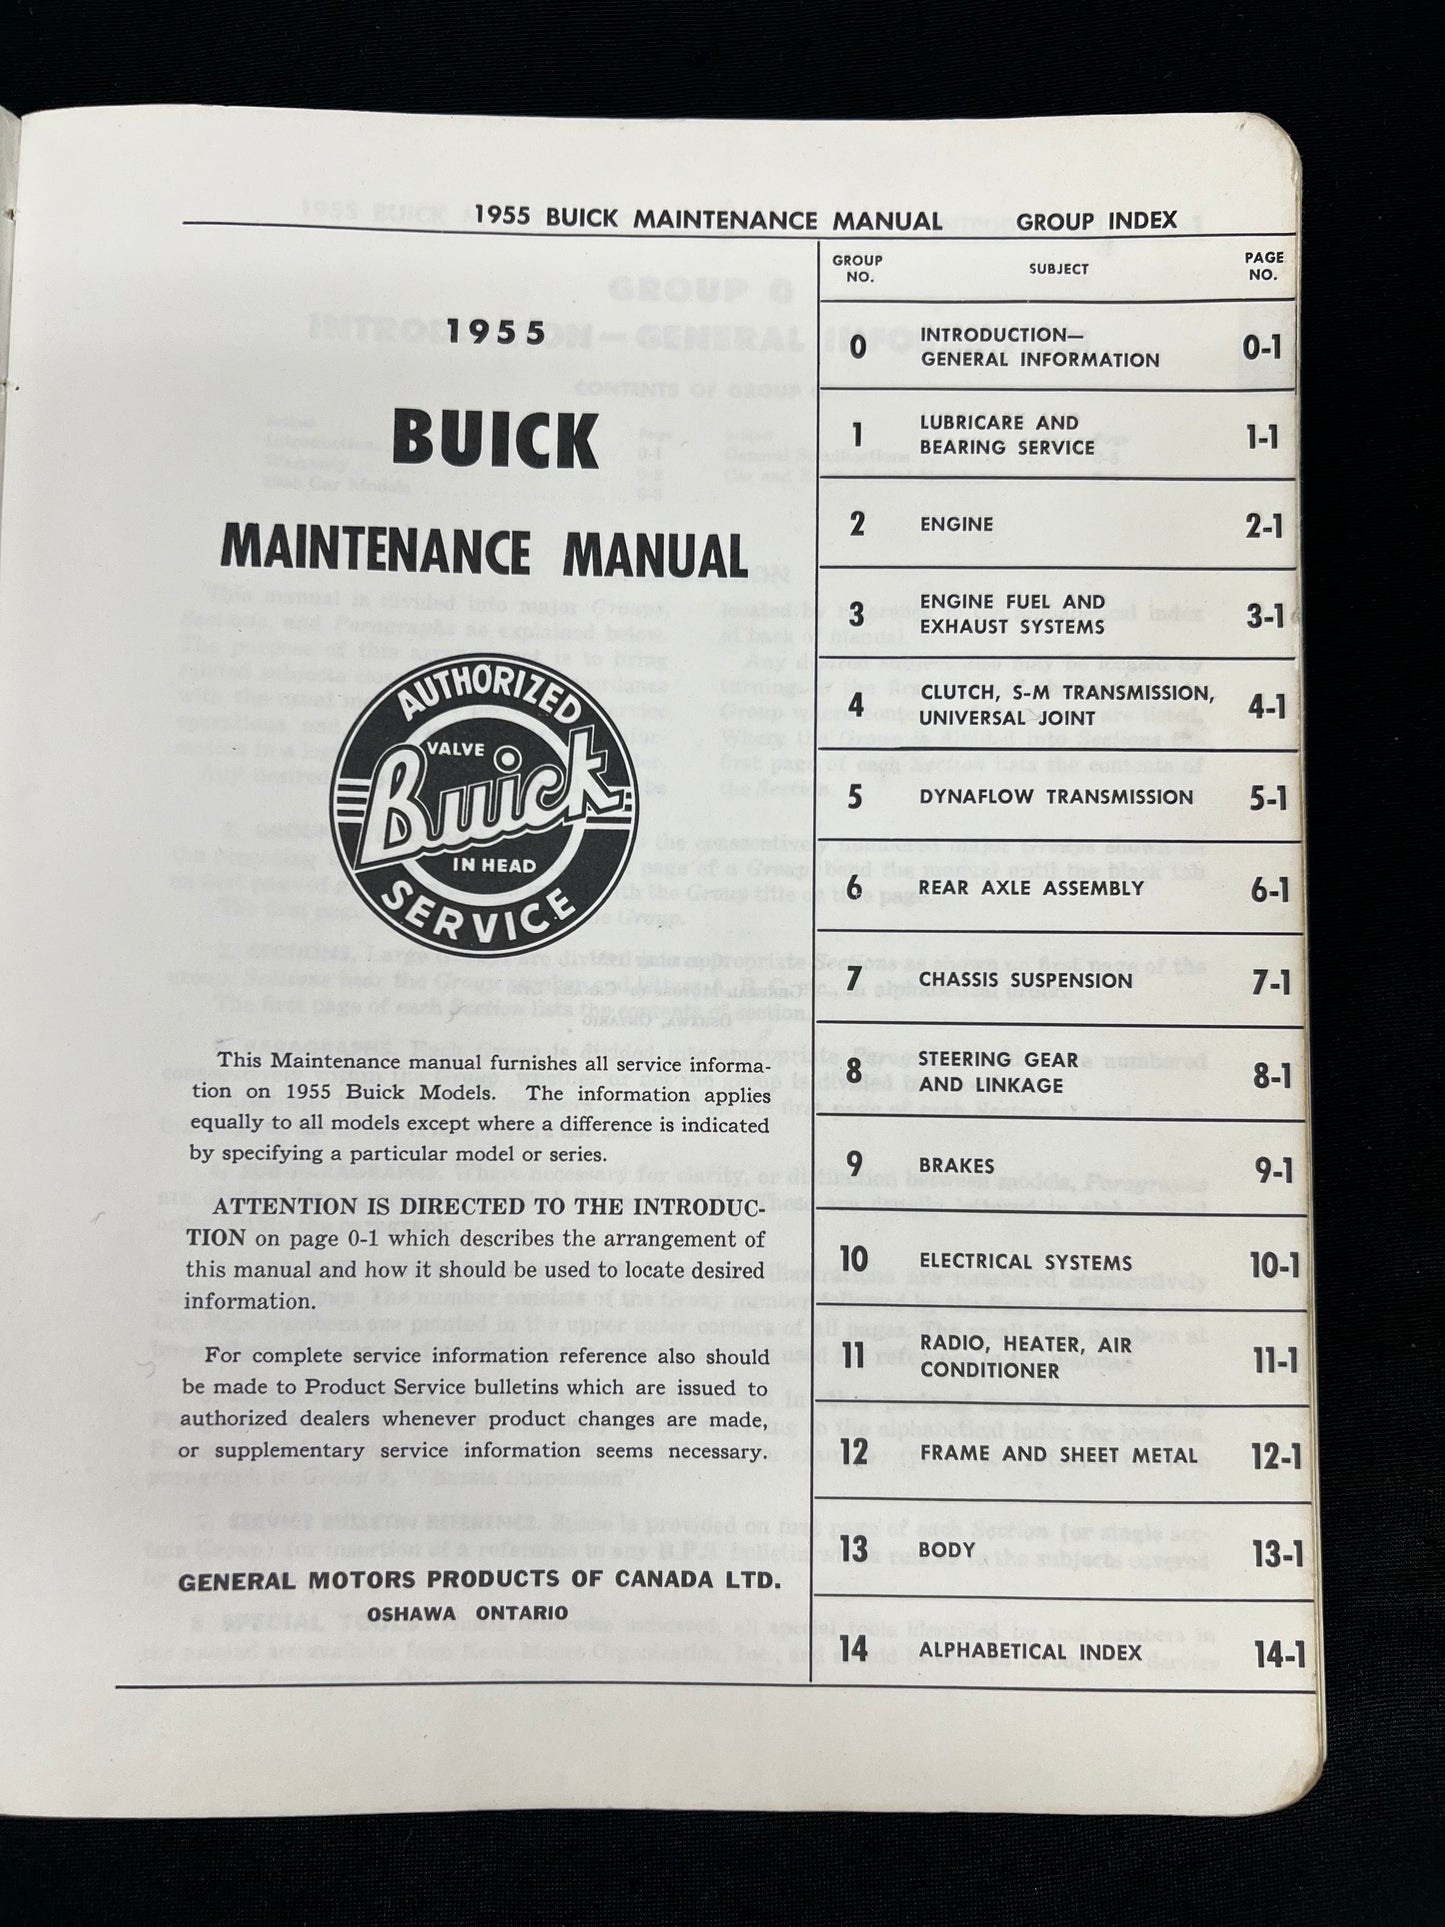 1955 BUICK MAINTENANCE MANUAL GROUP INDEX
1955
BUICK
MAINTENANCE MANUAL
AUTHORIZED
VALVE
Buick
IN HEAD
SERVICE
This Maintenance manual furnishes all service informa-
tion on 1955 Buick Models. The information applies
equally to all models except where a difference is indicated
by specifying a particular model or series.
ATTENTION IS DIRECTED TO THE INTRODUC-
TION on page 0-1 which describes the arrangement of
this manual and how it should be used to locate desired
information.
For complete service information reference also should
be made to Product Service bulletins which are issued to
authorized dealers whenever product changes are made,
or supplementary service information seems necessary.
GENERAL MOTORS PRODUCTS OF CANADA LTD.
OSHAWA ONTARIO
GROUP NO. SUBJECT PAGE NO.
0 INTRODUCTION— GENERAL INFORMATION 0-1
1 LUBRICARE AND BEARING SERVICE 1-1
2 ENGINE 2-1
3 ENGINE FUEL AND EXHAUST SYSTEMS 3-1
4 CLUTCH, S-M TRANSMISSION, UNIVERSAL JOINT 4-1
5 DYNAFLOW TRANSMISSION 5-1
6 REAR AXLE ASSEMBLY 6-1
7 CHASSIS SUSPENSION 7-1
8 STEERING GEAR AND LINKAGE 8-1
9 BRAKES 9-1
10 ELECTRICAL SYSTEMS 10-1
11 RADIO, HEATER, AIR CONDITIONER 11-1
12 FRAME AND SHEET METAL 12-1
13 BODY 13-1
14 ALPHABETICAL INDEX 14-1